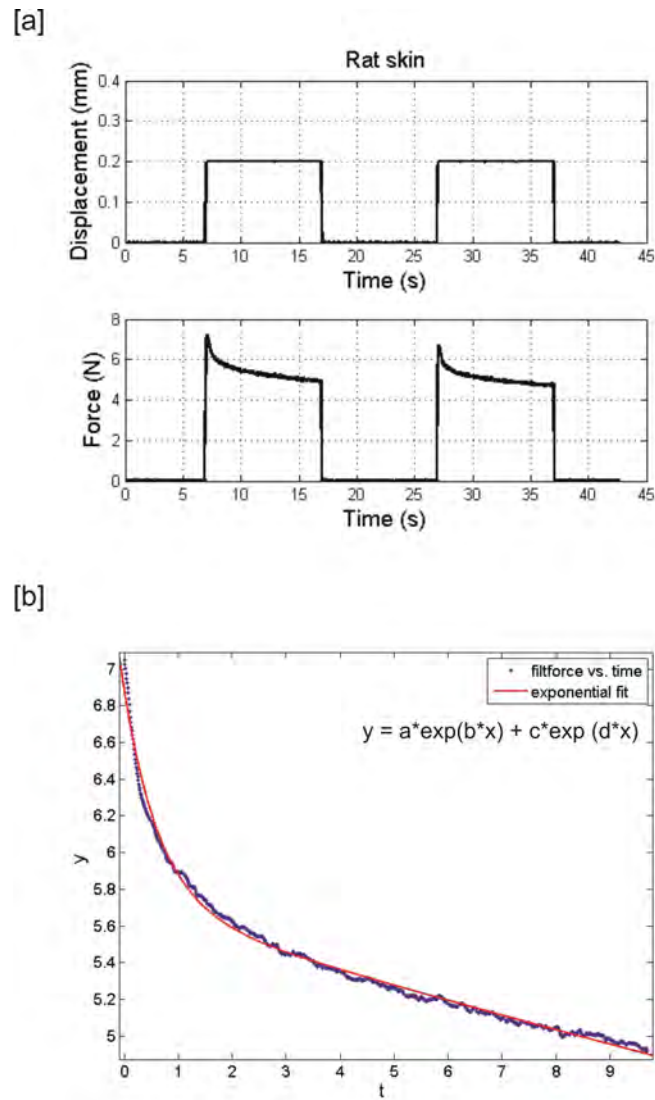 [a]
Rat skin
0.4
0.3
0.2
0.1
0
Displacement (mm)
0 5 10 15 20 25 30 35 40 45
Time (s)
8
6
4
2
0
Force (N)
0 5 10 15 20 25 30 35 40 45
Time (s)
[b]
7
6.8
6.6
6.4
6.2
6
5.8
5.6
5.4
5.2
5
y
filtforce vs. time
exponential fit
y = a*exp(b*x) + c*exp (d*x)
0 1 2 3 4 5 6 7 8 9
t